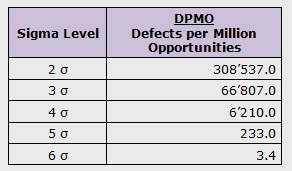 Sigma Level
DPMO
Defects per Million
Opportunities
2 σ 308’537.0
3 σ 66’807.0
4 σ 6’210.0
5 σ 233.0
6 σ 3.4